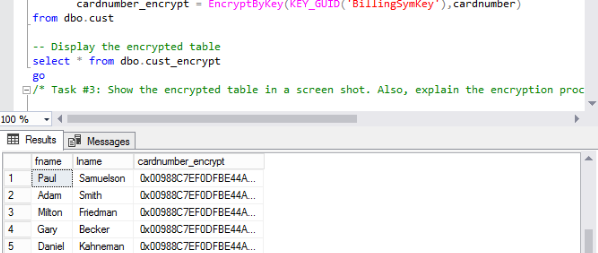 cardnumber_encrypt = EncryptByKey(KEY_GUID('BillingSymKey'),cardnumber)
from dbo.cust
-- Display the encrypted table
select * from dbo.cust_encrypt
go
/* Task #3: Show the encrypted table in a screen shot. Also, explain the encryption proc
100 %
Results Messages
fname lname cardnumber_encrypt
1 Paul Samuelson 0x00988C7EF0DFBE44A...
2 Adam Smith 0x00988C7EF0DFBE44A...
3 Milton Friedman 0x00988C7EF0DFBE44A...
4 Gary Becker 0x00988C7EF0DFBE44A...
5 Daniel Kahneman 0x00988C7EF0DFBE44A...